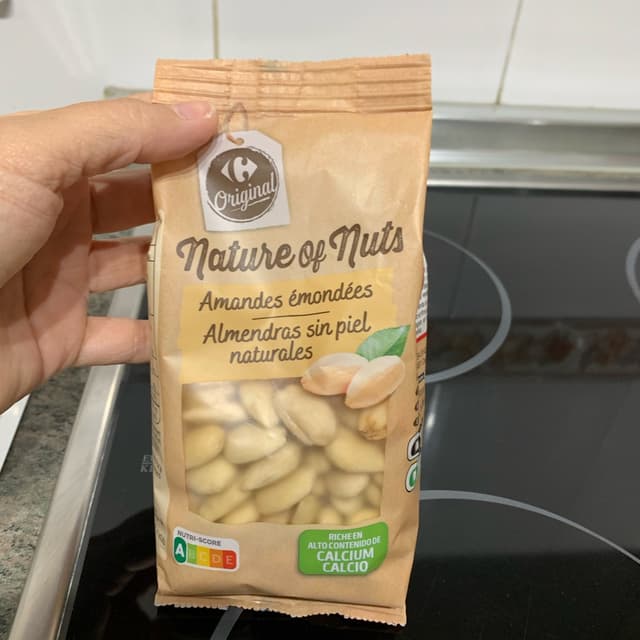 Original
Nature of Nuts
Amandes émondées
Almendras sin piel
naturales
NUTRI-SCORE
A B C D E
RICHE EN
ALTO CONTENIDO DE
CALCIUM
CALCIO